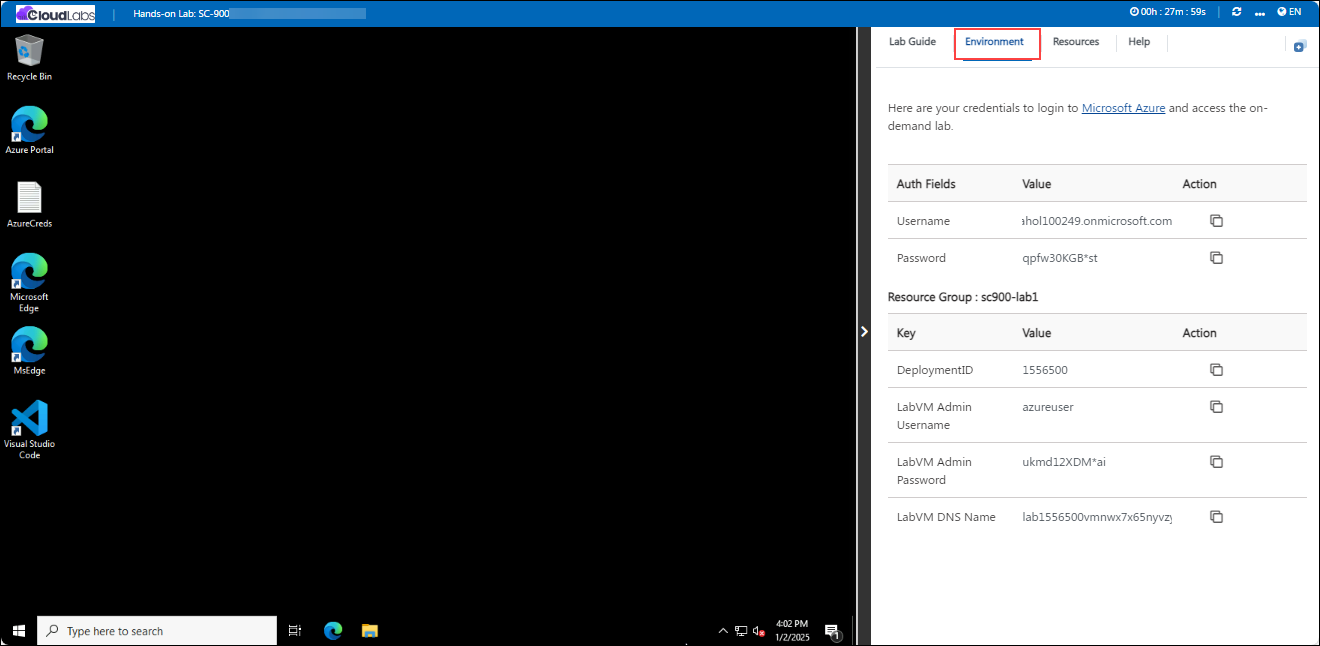 CloudLabs
Hands-on Lab: SC-900
00h : 27m : 59s
EN
Recycle Bin
Azure Portal
AzureCreds
Microsoft
Edge
MsEdge
Visual Studio
Code
Type here to search
4:02 PM
1/2/2025
1
Lab Guide
Environment
Resources
Help
Here are your credentials to login to Microsoft Azure and access the on-
demand lab.
Auth Fields Value Action
Username ahol100249.onmicrosoft.com
Password qpfw30KGB*st
Resource Group : sc900-lab1
Key Value Action
DeploymentID 1556500
LabVM Admin azureuser
Username
LabVM Admin ukmd12XDM*ai
Password
LabVM DNS Name lab1556500vmnwx7x65nyvzy